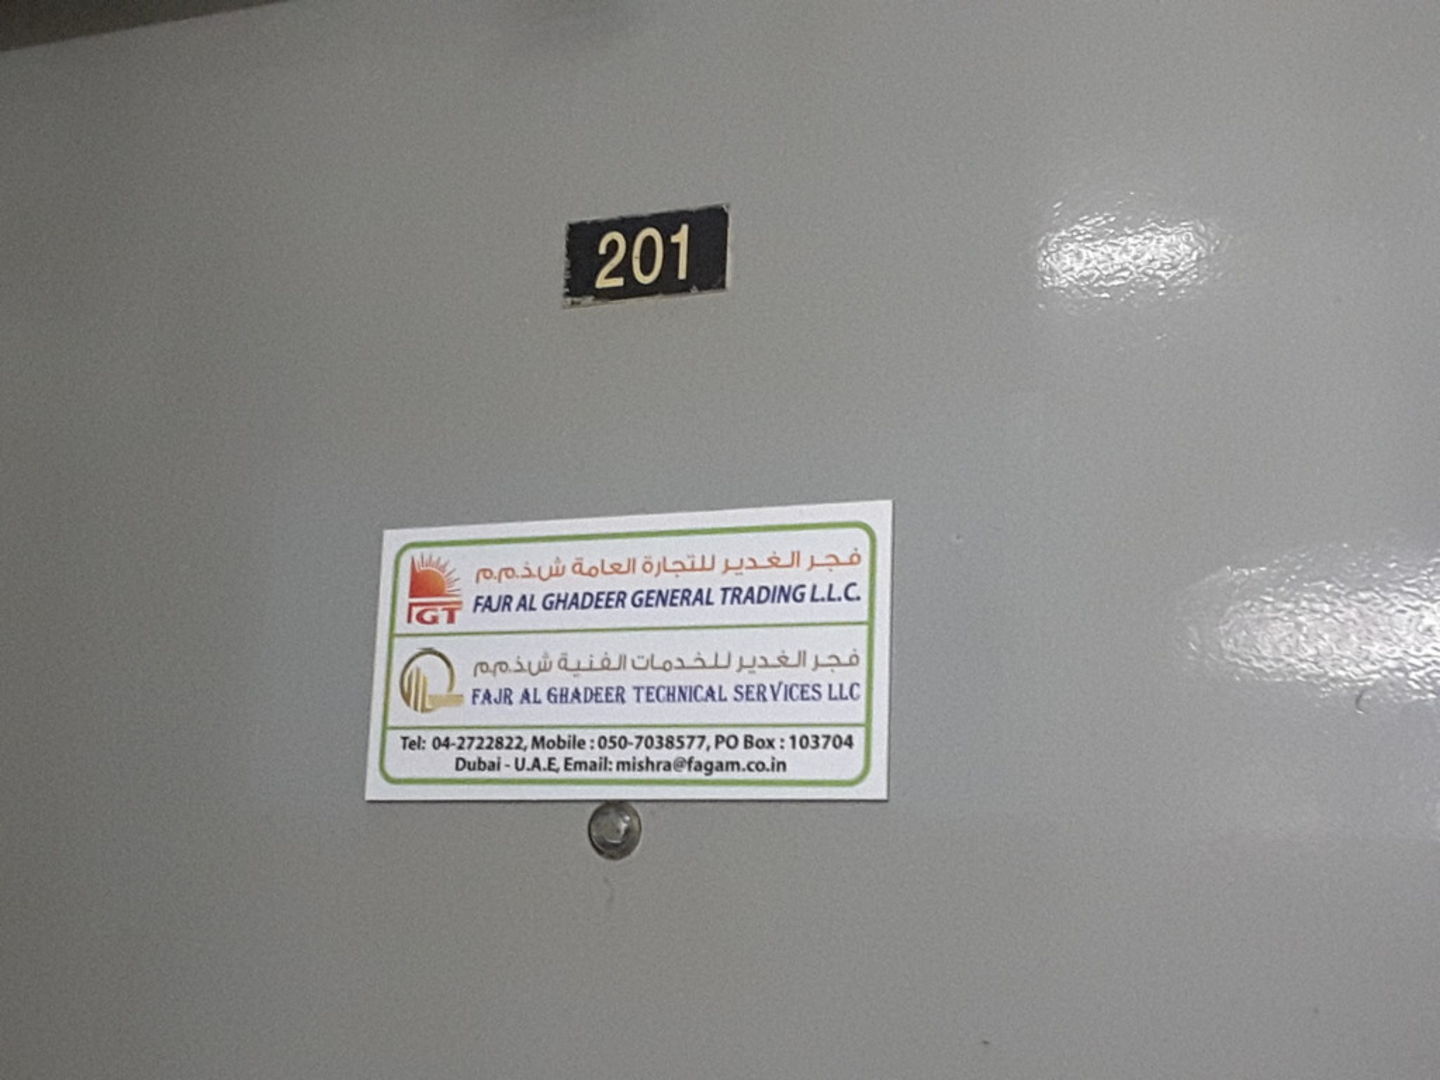 201
فجر الغدير للتجارة العامة ش.ذ.م.م
FAJR AL GHADEER GENERAL TRADING L.L.C.
FGT
فجر الغدير للخدمات الفنية ش.ذ.م.م
FAJR AL GHADEER TECHNICAL SERVICES LLC
Tel: 04-2722822, Mobile : 050-7038577, PO Box : 103704
Dubai - U.A.E, Email: mishra@fagam.co.in